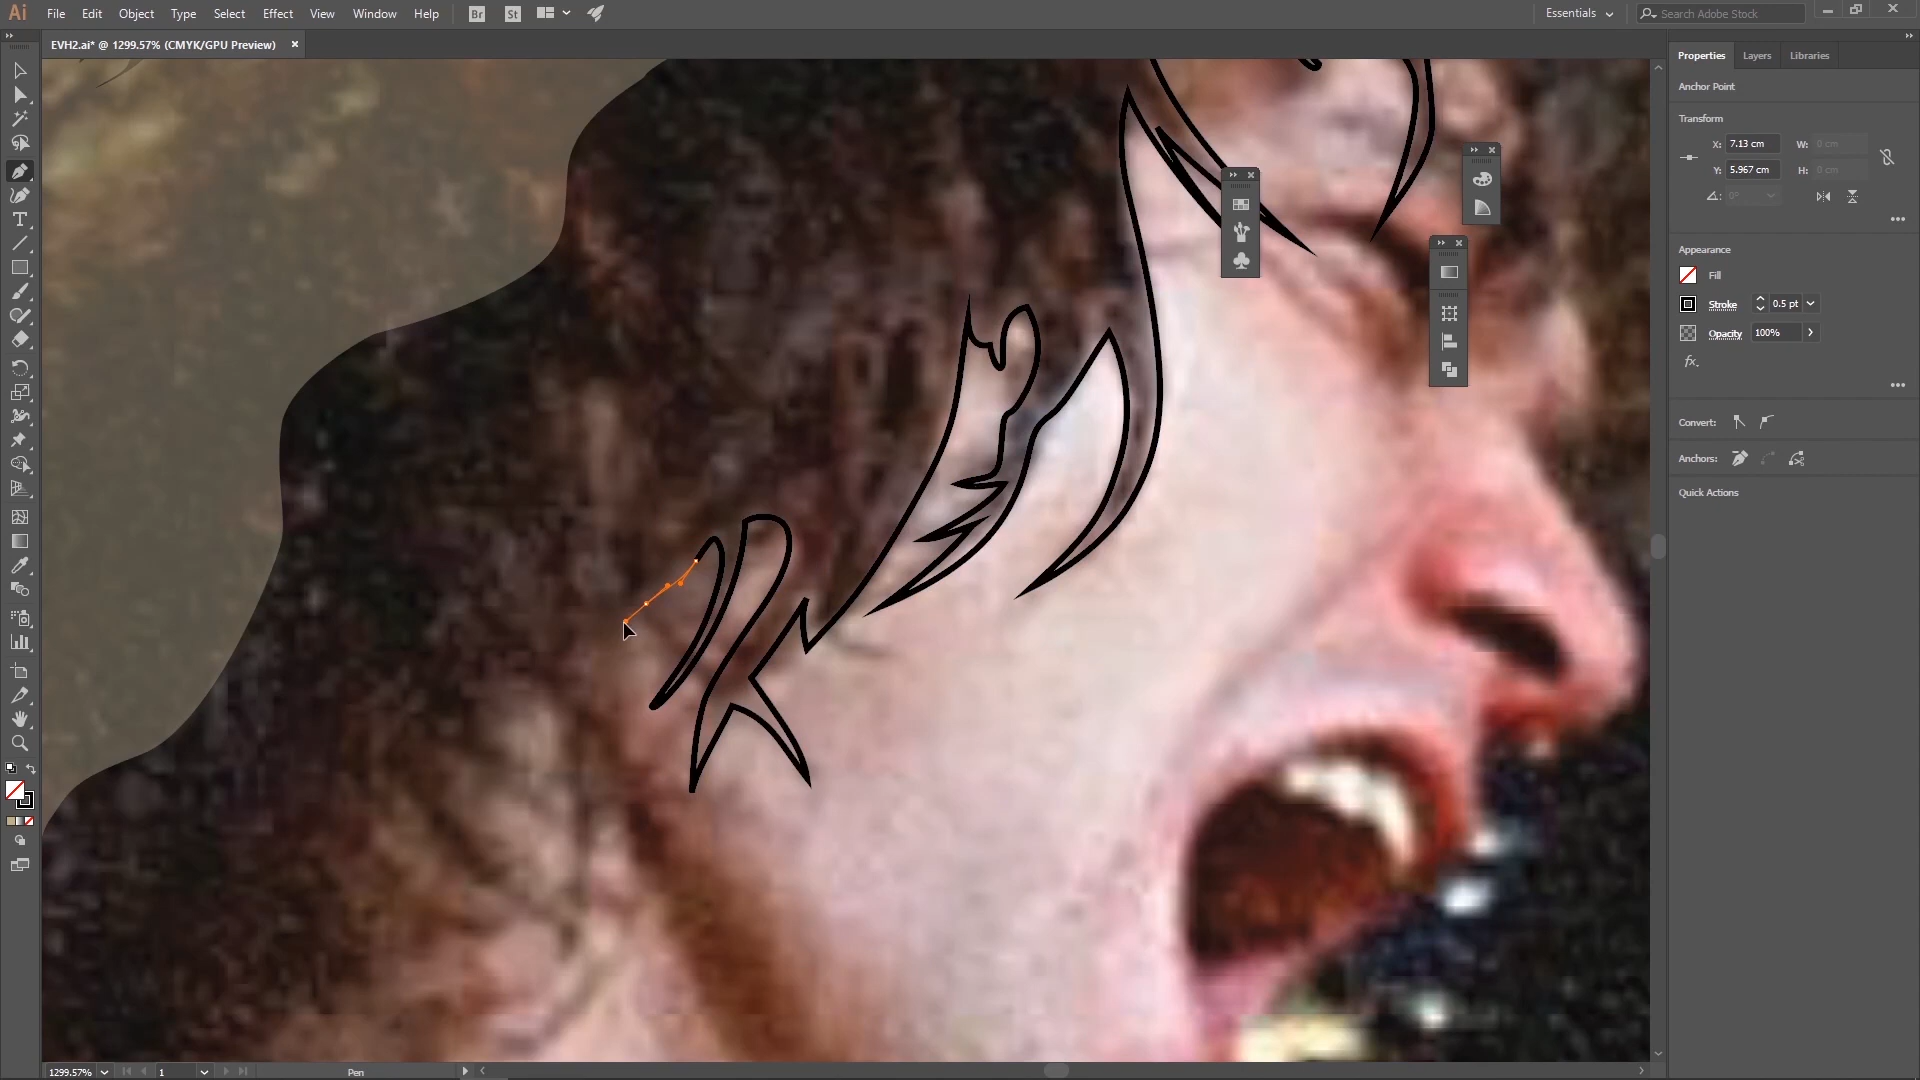 Ai File Edit Object Type Select Effect View Window Help Br St Essentials Search Adobe Stock
EVH2.ai* @ 1299.57% (CMYK/GPU Preview)
Properties Layers Libraries
Anchor Point
Transform
X: 7.13 cm W: 0 cm
Y: 5.967 cm H: 0 cm
0°
Appearance
Fill
Stroke 0.5 pt
Opacity 100%
fx.
Convert:
Anchors:
Quick Actions
1299.57% 1 Pen